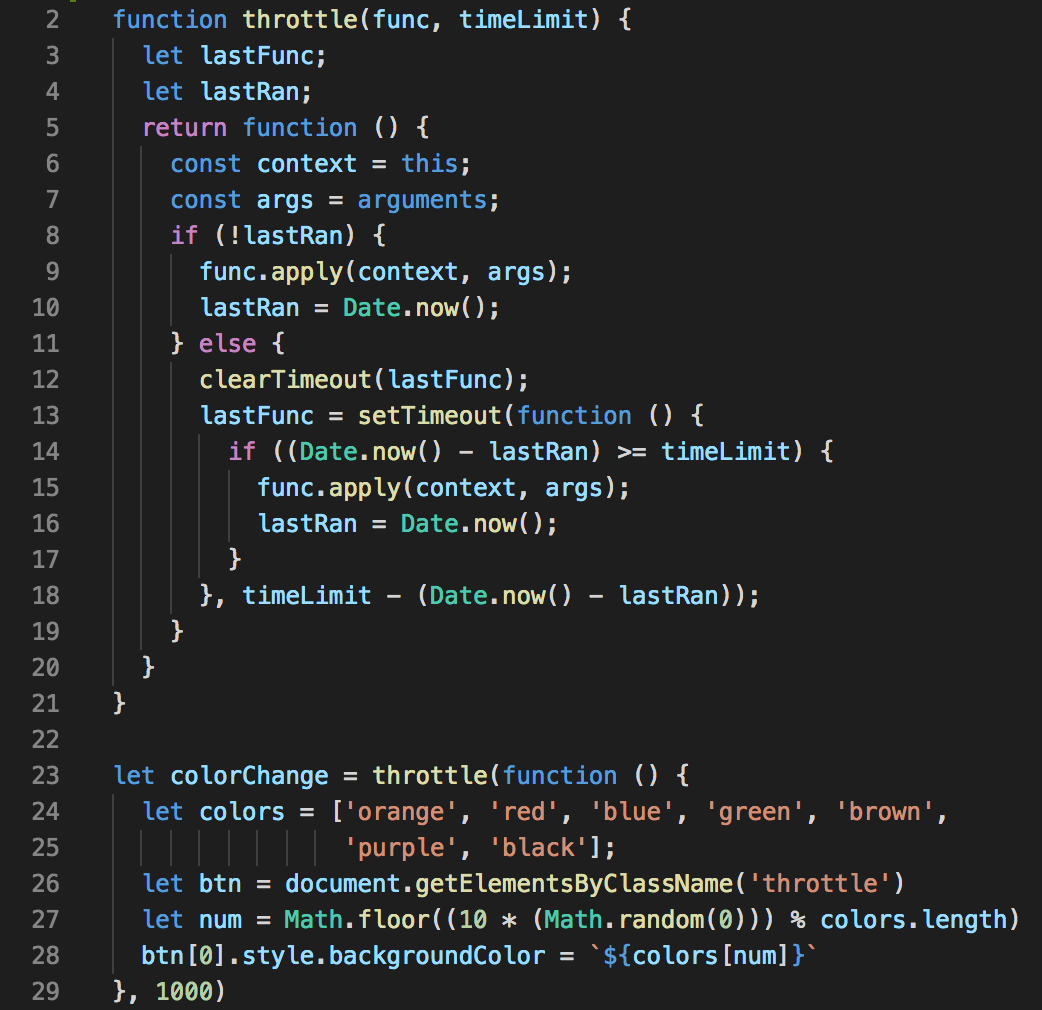 2 function throttle(func, timeLimit) {
3 let lastFunc;
4 let lastRan;
5 return function () {
6 const context = this;
7 const args = arguments;
8 if (!lastRan) {
9 func.apply(context, args);
10 lastRan = Date.now();
11 } else {
12 clearTimeout(lastFunc);
13 lastFunc = setTimeout(function () {
14 if ((Date.now() - lastRan) >= timeLimit) {
15 func.apply(context, args);
16 lastRan = Date.now();
17 }
18 }, timeLimit - (Date.now() - lastRan));
19 }
20 }
21 }
22
23 let colorChange = throttle(function () {
24 let colors = ['orange', 'red', 'blue', 'green', 'brown',
25 'purple', 'black'];
26 let btn = document.getElementsByClassName('throttle')
27 let num = Math.floor((10 * (Math.random(0))) % colors.length)
28 btn[0].style.backgroundColor = `${colors[num]}`
29 }, 1000)